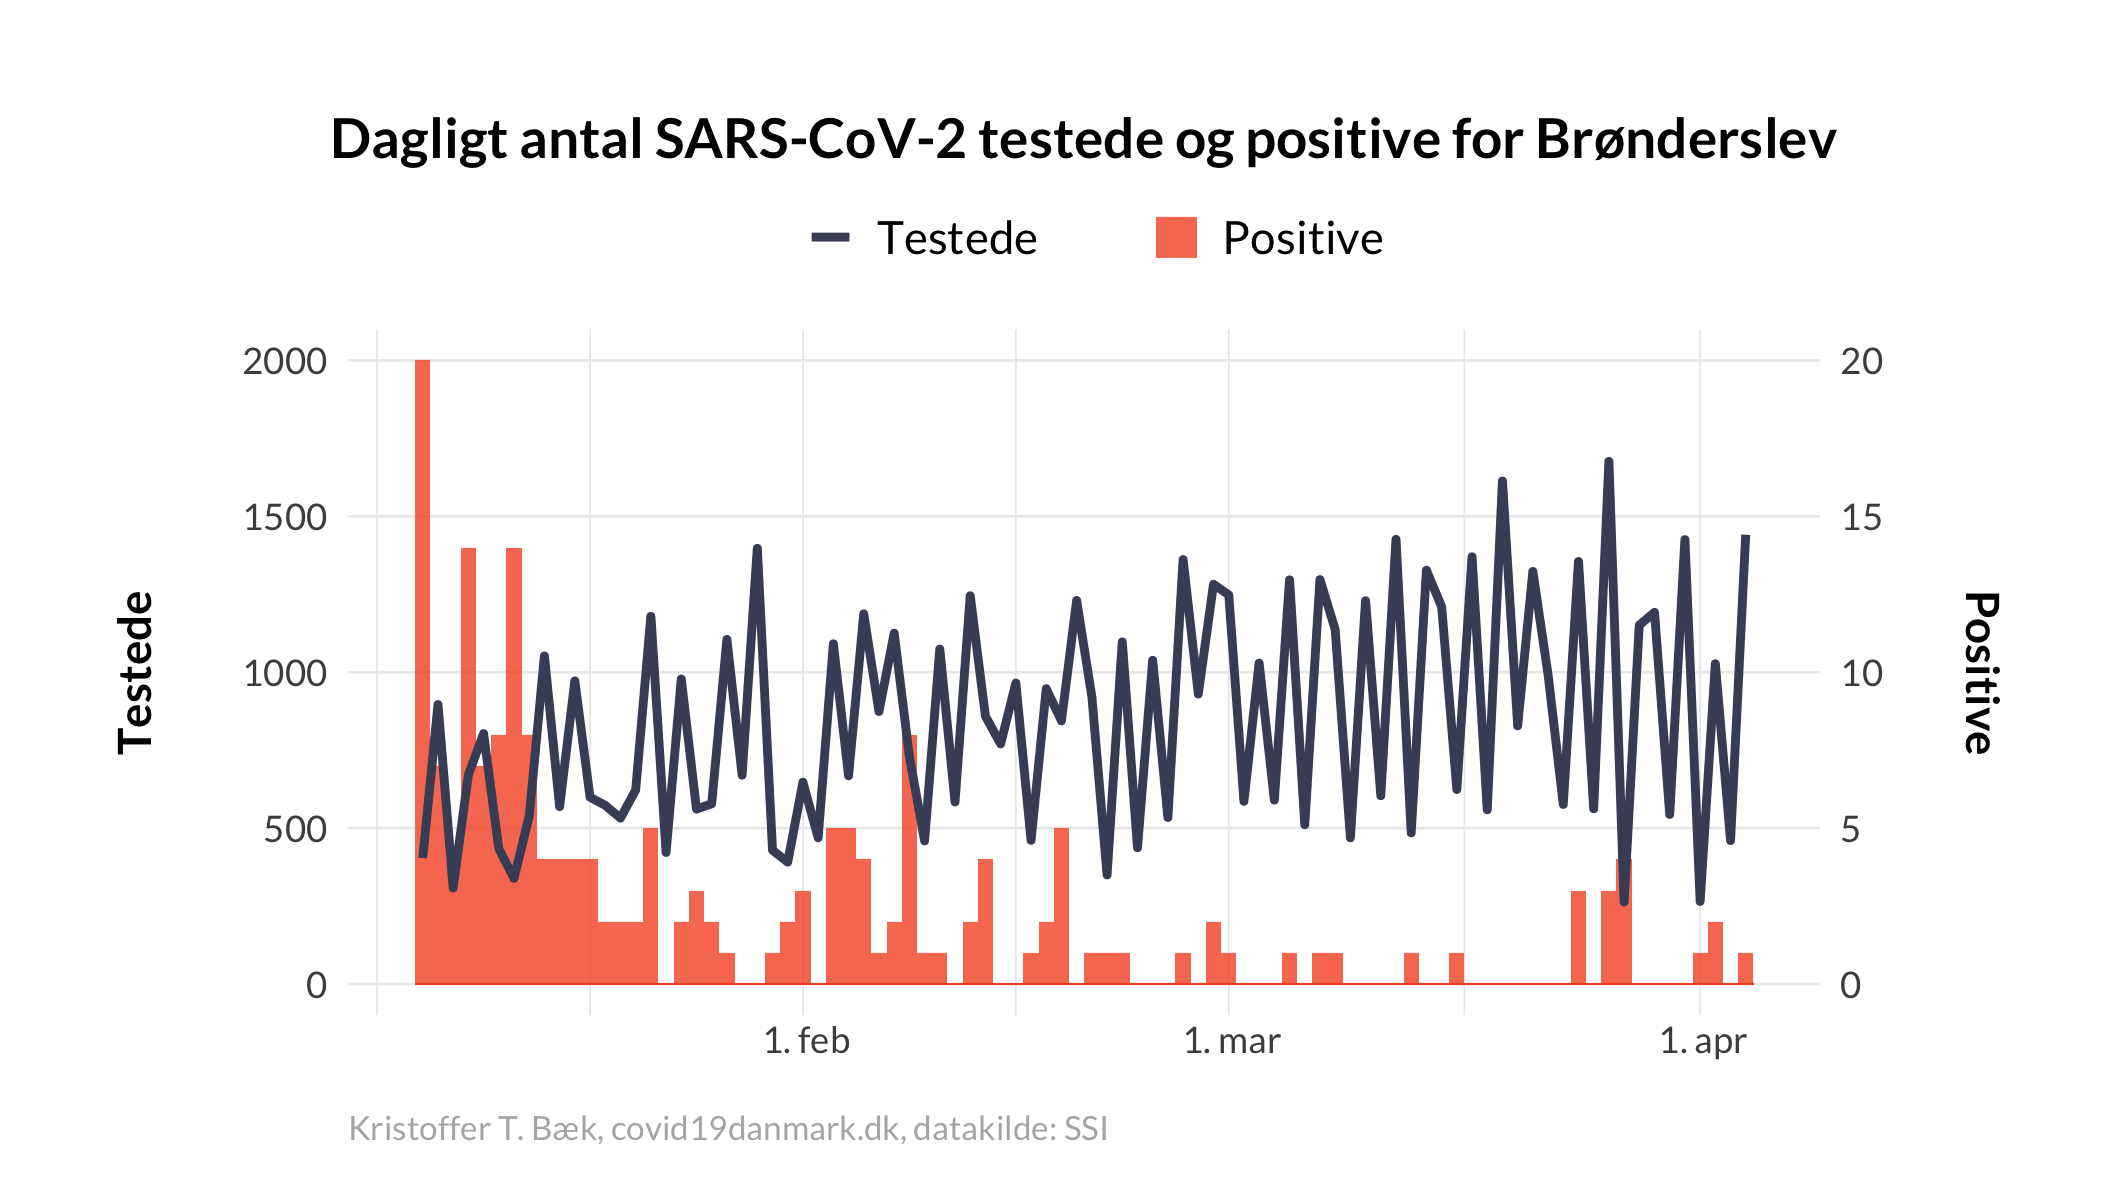 Dagligt antal SARS-CoV-2 testede og positive for Brønderslev
Testede
Positive
2000
1500
1000
500
0
20
15
10
5
0
Testede
Positive
1. feb
1. mar
1. apr
Kristoffer T. Bæk, covid19danmark.dk, datakilde: SSI